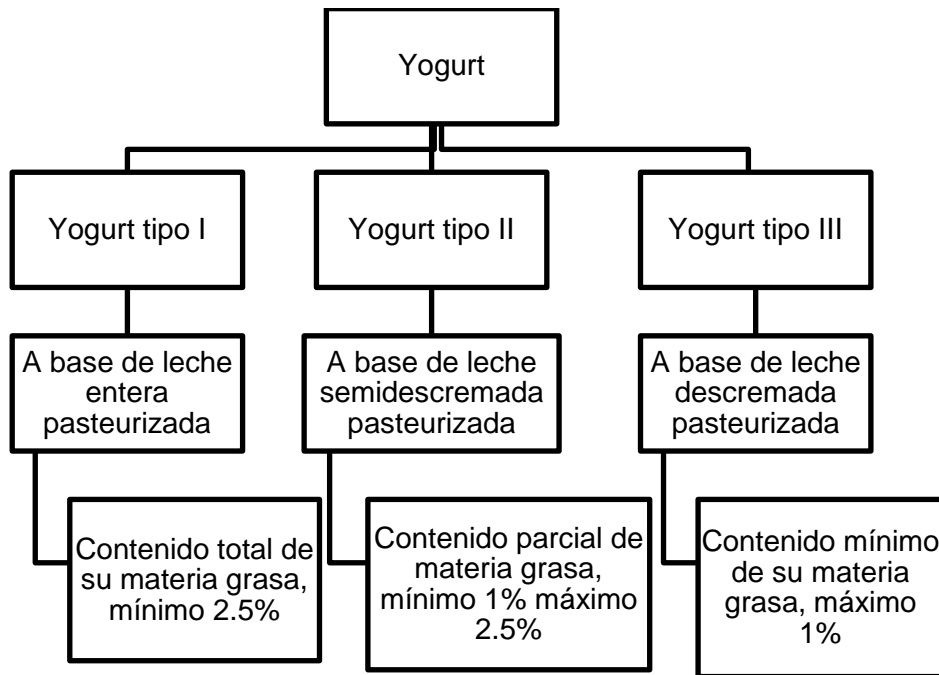 Yogurt
Yogurt tipo I
Yogurt tipo II
Yogurt tipo III
A base de leche
entera
pasteurizada
A base de leche
semidescremada
pasteurizada
A base de leche
descremada
pasteurizada
Contenido total de
su materia grasa,
mínimo 2.5%
Contenido parcial de
materia grasa,
mínimo 1% máximo
2.5%
Contenido mínimo
de su materia
grasa, máximo
1%